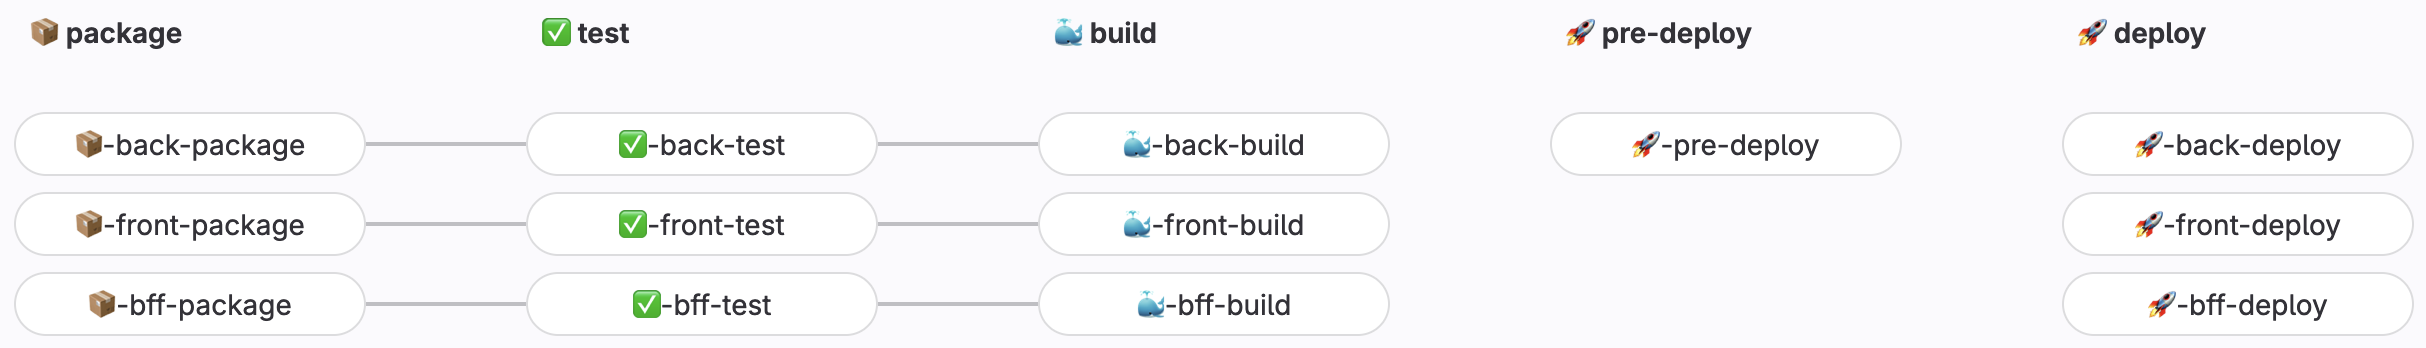 📦 package
✅ test
🐳 build
🚀 pre-deploy
🚀 deploy
📦-back-package
✅-back-test
🐳-back-build
🚀-pre-deploy
🚀-back-deploy
📦-front-package
✅-front-test
🐳-front-build
🚀-front-deploy
📦-bff-package
✅-bff-test
🐳-bff-build
🚀-bff-deploy